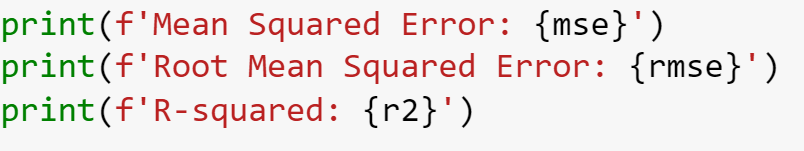 print(f'Mean Squared Error: {mse}')
print(f'Root Mean Squared Error: {rmse}')
print(f'R-squared: {r2}')